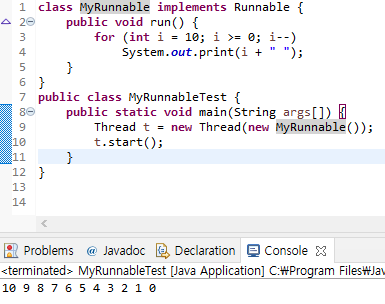 1 class MyRunnable implements Runnable {
2 public void run() {
3 for (int i = 10; i >= 0; i--)
4 System.out.print(i + " ");
5 }
6 }
7 public class MyRunnableTest {
8 public static void main(String args[]) {
9 Thread t = new Thread(new MyRunnable());
10 t.start();
11 }
12 }
13
14
Problems @ Javadoc Declaration Console
<terminated> MyRunnableTest [Java Application] C:₩Program Files₩Jav
10 9 8 7 6 5 4 3 2 1 0